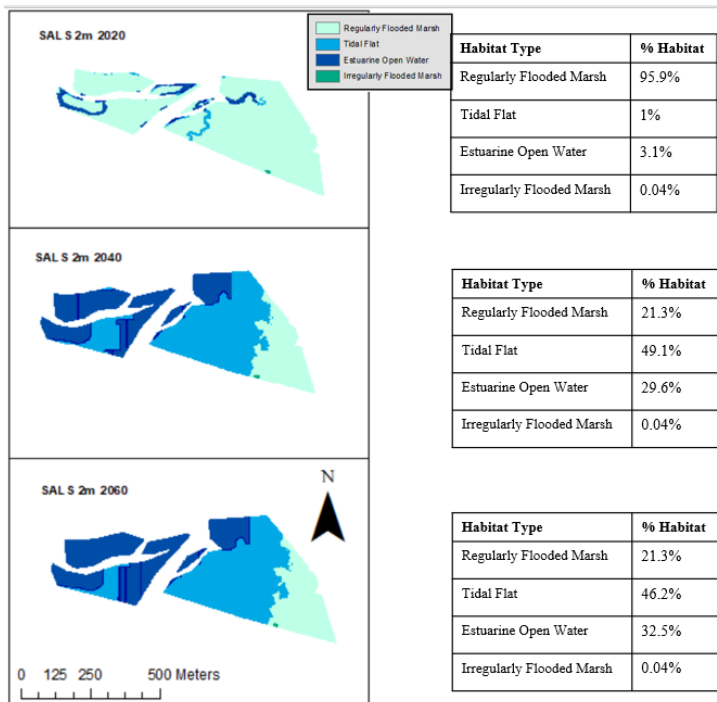 SAL S 2m 2020
Regularly Flooded Marsh
Tidal Flat
Estuarine Open Water
Irregularly Flooded Marsh
Habitat Type % Habitat
Regularly Flooded Marsh 95.9%
Tidal Flat 1%
Estuarine Open Water 3.1%
Irregularly Flooded Marsh 0.04%
SAL S 2m 2040
Habitat Type % Habitat
Regularly Flooded Marsh 21.3%
Tidal Flat 49.1%
Estuarine Open Water 29.6%
Irregularly Flooded Marsh 0.04%
SAL S 2m 2060
N
0 125 250 500 Meters
Habitat Type % Habitat
Regularly Flooded Marsh 21.3%
Tidal Flat 46.2%
Estuarine Open Water 32.5%
Irregularly Flooded Marsh 0.04%